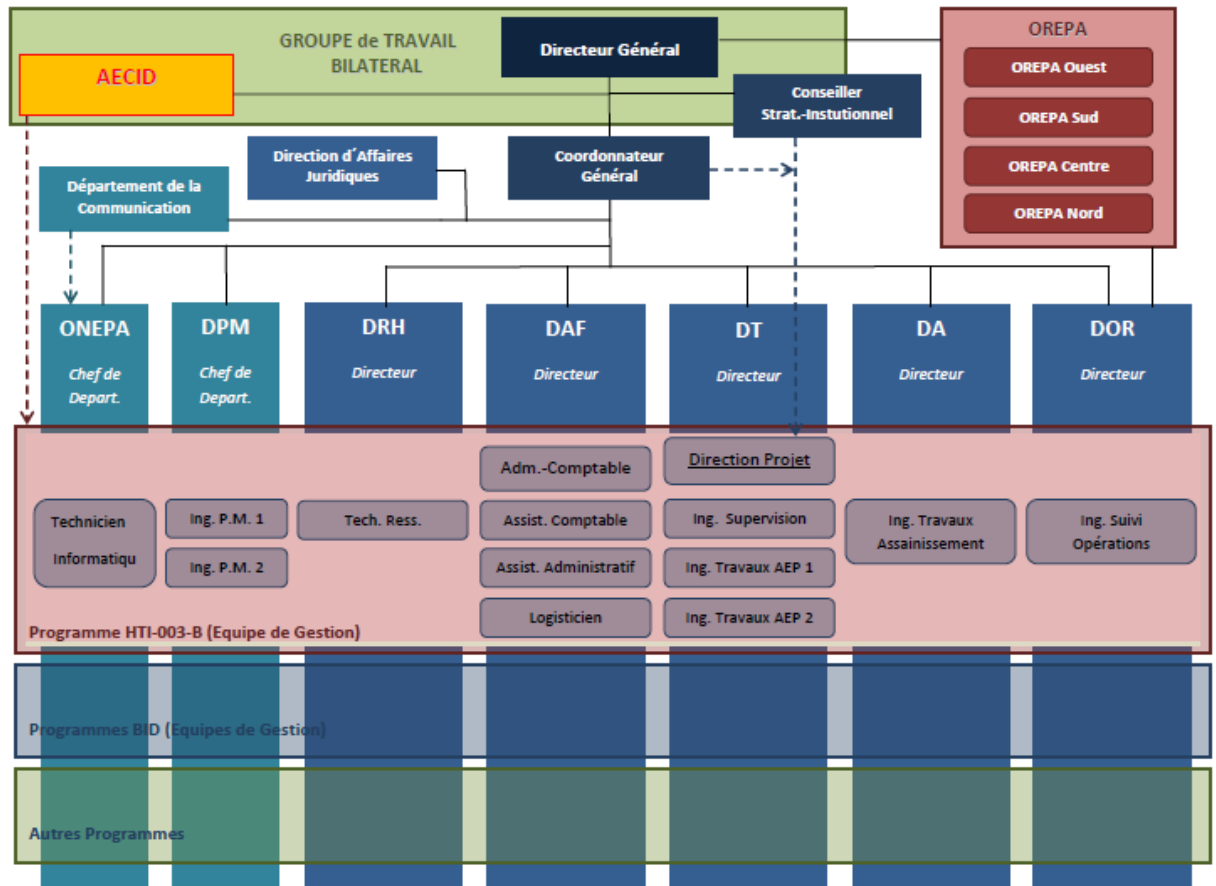 GROUPE de TRAVAIL
BILATERAL
AECID
Directeur Général
Conseiller
Strat.-Instutionnel
OREPA
OREPA Ouest
OREPA Sud
OREPA Centre
OREPA Nord
Direction d´Affaires
Juridiques
Coordonnateur
Général
Département de la
Communication
ONEPA
Chef de
Depart.
DPM
Chef de
Depart.
DRH
Directeur
DAF
Directeur
DT
Directeur
DA
Directeur
DOR
Directeur
Technicien
Informatiqu
Ing. P.M. 1
Ing. P.M. 2
Tech. Ress.
Adm.-Comptable
Assist. Comptable
Assist. Administratif
Logisticien
Direction Projet
Ing. Supervision
Ing. Travaux AEP 1
Ing. Travaux AEP 2
Ing. Travaux
Assainissement
Ing. Suivi
Opérations
Programme HTI-003-B (Equipe de Gestion)
Programmes BID (Equipes de Gestion)
Autres Programmes